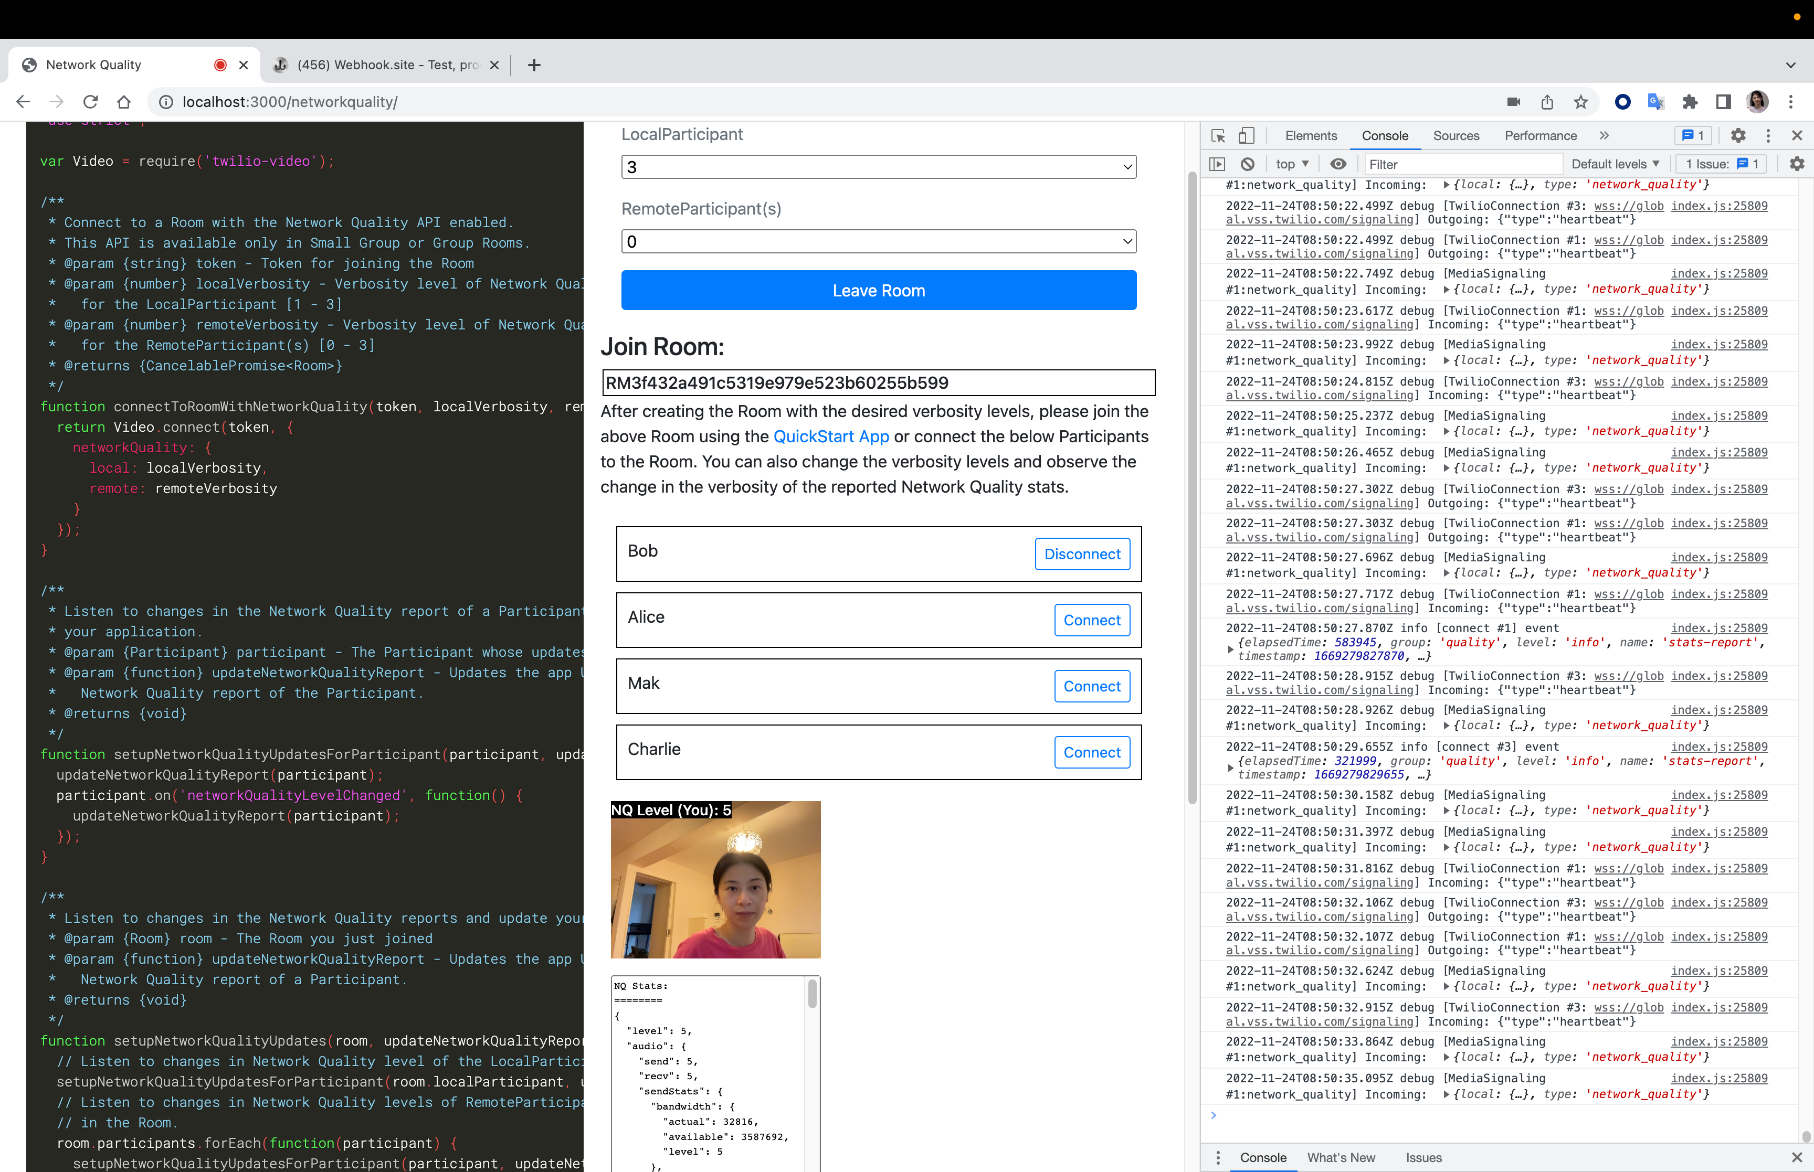 Network Quality
(456) Webhook.site - Test, pro
localhost:3000/networkquality/
var Video = require('twilio-video');
/**
* Connect to a Room with the Network Quality API enabled.
* This API is available only in Small Group or Group Rooms.
* @param {string} token - Token for joining the Room
* @param {number} localVerbosity - Verbosity level of Network Qual
*   for the LocalParticipant [1 - 3]
* @param {number} remoteVerbosity - Verbosity level of Network Qua
*   for the RemoteParticipant(s) [0 - 3]
* @returns {CancelablePromise<Room>}
*/
function connectToRoomWithNetworkQuality(token, localVerbosity, rem
return Video.connect(token, {
networkQuality: {
local: localVerbosity,
remote: remoteVerbosity
}
});
}
/**
* Listen to changes in the Network Quality report of a Participant
* your application.
* @param {Participant} participant - The Participant whose updates
* @param {function} updateNetworkQualityReport - Updates the app U
*   Network Quality report of the Participant.
* @returns {void}
*/
function setupNetworkQualityUpdatesForParticipant(participant, upda
updateNetworkQualityReport(participant);
participant.on('networkQualityLevelChanged', function() {
updateNetworkQualityReport(participant);
});
}
/**
* Listen to changes in the Network Quality reports and update your
* @param {Room} room - The Room you just joined
* @param {function} updateNetworkQualityReport - Updates the app U
*   Network Quality report of a Participant.
* @returns {void}
*/
function setupNetworkQualityUpdates(room, updateNetworkQualityRepor
// Listen to changes in Network Quality level of the LocalPartici
setupNetworkQualityUpdatesForParticipant(room.localParticipant, u
// Listen to changes in Network Quality levels of RemoteParticipa
// in the Room.
room.participants.forEach(function(participant) {
setupNetworkQualityUpdatesForParticipant(participant, updateNet
LocalParticipant
3
RemoteParticipant(s)
0
Leave Room
Join Room:
RM3f432a491c5319e979e523b60255b599
After creating the Room with the desired verbosity levels, please join the
above Room using the QuickStart App or connect the below Participants
to the Room. You can also change the verbosity levels and observe the
change in the verbosity of the reported Network Quality stats.
Bob
Disconnect
Alice
Connect
Mak
Connect
Charlie
Connect
NQ Level (You): 5
NQ Stats:
========
{
"level": 5,
"audio": {
"send": 5,
"recv": 5,
"sendStats": {
"bandwidth": {
"actual": 32816,
"available": 3587692,
"level": 5
},
Elements Console Sources Performance » 1
top Filter Default levels 1 Issue: 1
#1:network_quality] Incoming: {local: {…}, type: 'network_quality'}
2022-11-24T08:50:22.499Z debug [TwilioConnection #3: wss://glob index.js:25809
al.vss.twilio.com/signaling] Outgoing: {"type":"heartbeat"}
2022-11-24T08:50:22.499Z debug [TwilioConnection #1: wss://glob index.js:25809
al.vss.twilio.com/signaling] Outgoing: {"type":"heartbeat"}
2022-11-24T08:50:22.749Z debug [MediaSignaling index.js:25809
#1:network_quality] Incoming: {local: {…}, type: 'network_quality'}
2022-11-24T08:50:23.617Z debug [TwilioConnection #1: wss://glob index.js:25809
al.vss.twilio.com/signaling] Incoming: {"type":"heartbeat"}
2022-11-24T08:50:23.992Z debug [MediaSignaling index.js:25809
#1:network_quality] Incoming: {local: {…}, type: 'network_quality'}
2022-11-24T08:50:24.815Z debug [TwilioConnection #3: wss://glob index.js:25809
al.vss.twilio.com/signaling] Incoming: {"type":"heartbeat"}
2022-11-24T08:50:25.237Z debug [MediaSignaling index.js:25809
#1:network_quality] Incoming: {local: {…}, type: 'network_quality'}
2022-11-24T08:50:26.465Z debug [MediaSignaling index.js:25809
#1:network_quality] Incoming: {local: {…}, type: 'network_quality'}
2022-11-24T08:50:27.302Z debug [TwilioConnection #3: wss://glob index.js:25809
al.vss.twilio.com/signaling] Outgoing: {"type":"heartbeat"}
2022-11-24T08:50:27.303Z debug [TwilioConnection #1: wss://glob index.js:25809
al.vss.twilio.com/signaling] Outgoing: {"type":"heartbeat"}
2022-11-24T08:50:27.696Z debug [MediaSignaling index.js:25809
#1:network_quality] Incoming: {local: {…}, type: 'network_quality'}
2022-11-24T08:50:27.717Z debug [TwilioConnection #1: wss://glob index.js:25809
al.vss.twilio.com/signaling] Incoming: {"type":"heartbeat"}
2022-11-24T08:50:27.870Z info [connect #1] event index.js:25809
{elapsedTime: 583945, group: 'quality', level: 'info', name: 'stats-report',
timestamp: 1669279827870, …}
2022-11-24T08:50:28.915Z debug [TwilioConnection #3: wss://glob index.js:25809
al.vss.twilio.com/signaling] Incoming: {"type":"heartbeat"}
2022-11-24T08:50:28.926Z debug [MediaSignaling index.js:25809
#1:network_quality] Incoming: {local: {…}, type: 'network_quality'}
2022-11-24T08:50:29.655Z info [connect #3] event index.js:25809
{elapsedTime: 321999, group: 'quality', level: 'info', name: 'stats-report',
timestamp: 1669279829655, …}
2022-11-24T08:50:30.158Z debug [MediaSignaling index.js:25809
#1:network_quality] Incoming: {local: {…}, type: 'network_quality'}
2022-11-24T08:50:31.397Z debug [MediaSignaling index.js:25809
#1:network_quality] Incoming: {local: {…}, type: 'network_quality'}
2022-11-24T08:50:31.816Z debug [TwilioConnection #1: wss://glob index.js:25809
al.vss.twilio.com/signaling] Incoming: {"type":"heartbeat"}
2022-11-24T08:50:32.106Z debug [TwilioConnection #3: wss://glob index.js:25809
al.vss.twilio.com/signaling] Outgoing: {"type":"heartbeat"}
2022-11-24T08:50:32.107Z debug [TwilioConnection #1: wss://glob index.js:25809
al.vss.twilio.com/signaling] Outgoing: {"type":"heartbeat"}
2022-11-24T08:50:32.624Z debug [MediaSignaling index.js:25809
#1:network_quality] Incoming: {local: {…}, type: 'network_quality'}
2022-11-24T08:50:32.915Z debug [TwilioConnection #3: wss://glob index.js:25809
al.vss.twilio.com/signaling] Incoming: {"type":"heartbeat"}
2022-11-24T08:50:33.864Z debug [MediaSignaling index.js:25809
#1:network_quality] Incoming: {local: {…}, type: 'network_quality'}
2022-11-24T08:50:35.095Z debug [MediaSignaling index.js:25809
#1:network_quality] Incoming: {local: {…}, type: 'network_quality'}
Console What's New Issues